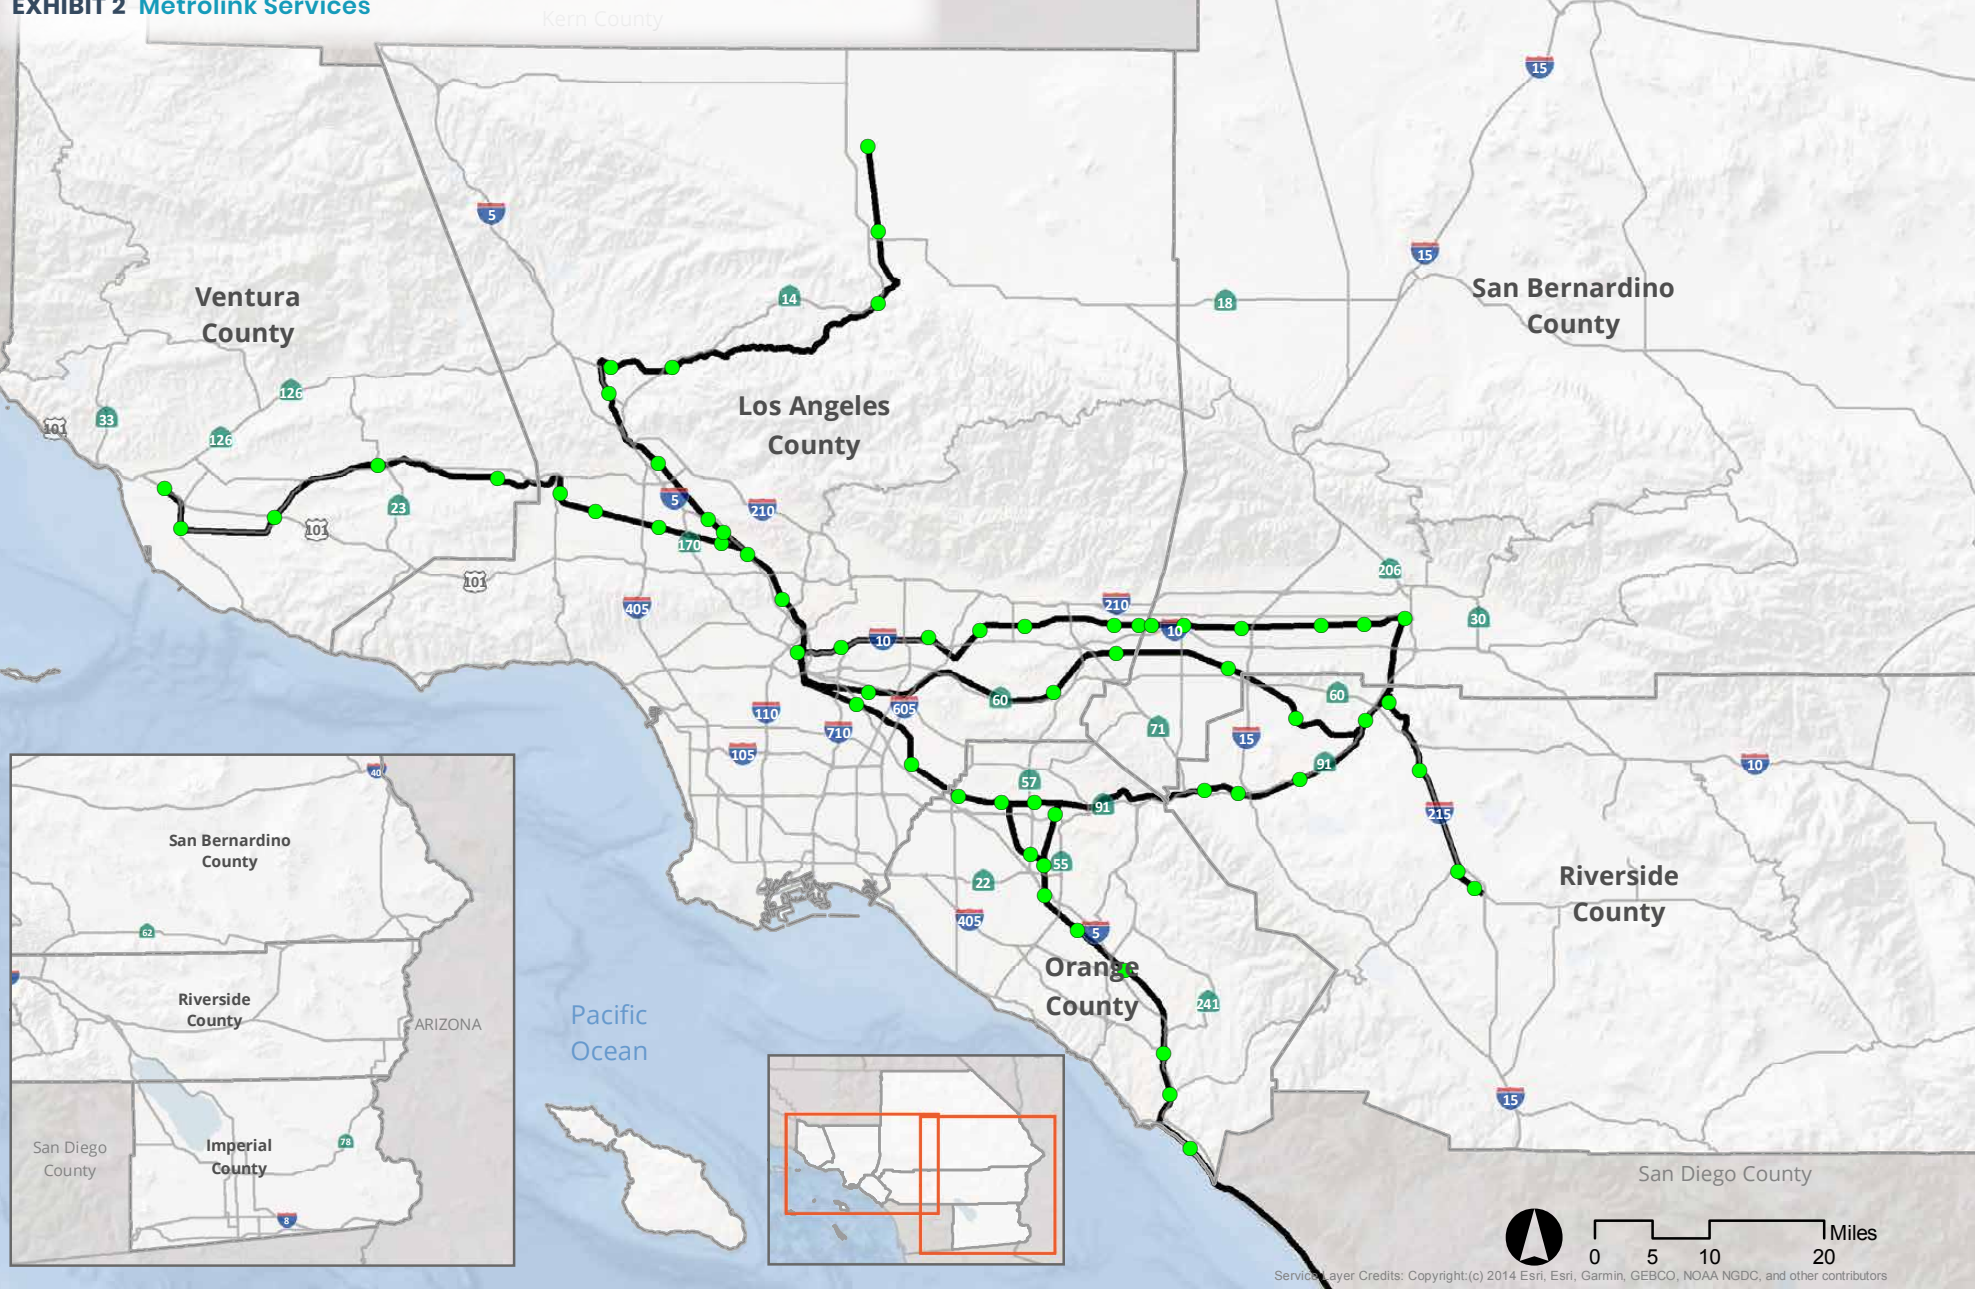 EXHIBIT 2 Metrolink Services
Kern County
15
5
15
14
18
Ventura
County
San Bernardino
County
126
33
101
126
Los Angeles
County
5
210
23
101
170
101
405
206
210
30
10
10
60
605
60
110
71
710
15
105
91
10
57
91
215
55
22
405
5
Riverside
County
Orange
County
241
15
Pacific
Ocean
San Diego County
40
San Bernardino
County
62
Riverside
County
ARIZONA
San Diego
County
Imperial
County
78
8
Miles
0 5 10 20
Service Layer Credits: Copyright:(c) 2014 Esri, Esri, Garmin, GEBCO, NOAA NGDC, and other contributors